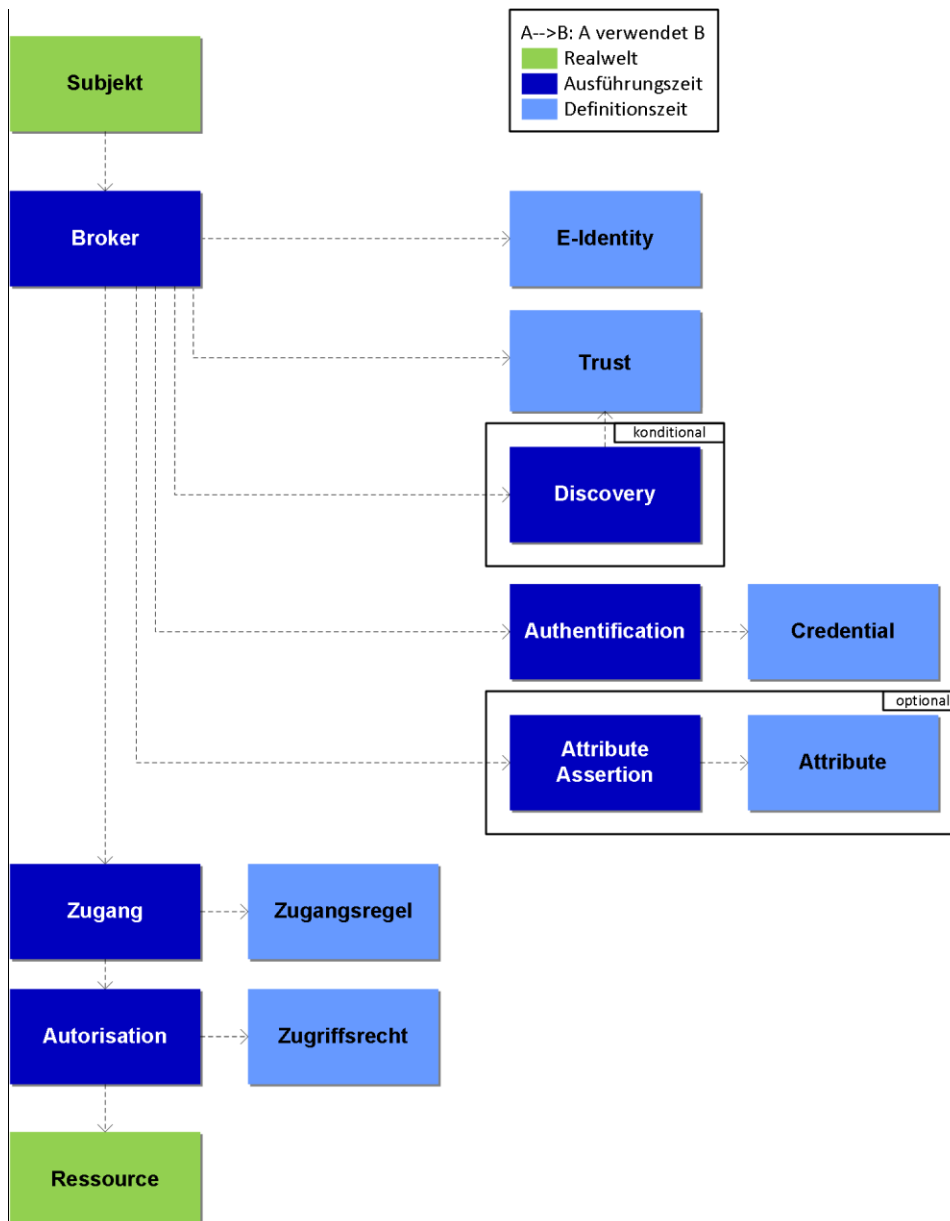 A-->B: A verwendet B
Realwelt
Ausführungszeit
Definitionszeit
Subjekt
Broker
E-Identity
Trust
konditional
Discovery
Authentification
Credential
optional
Attribute
Assertion
Attribute
Zugang
Zugangsregel
Autorisation
Zugriffsrecht
Ressource